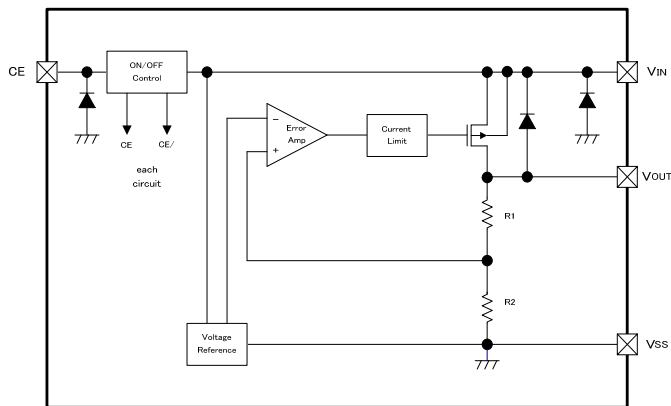 CE
ON/OFF
Control
VIN
CE
CE/
each
circuit
−
Error
Amp
+
Current
Limit
VOUT
R1
R2
Voltage
Reference
VSS